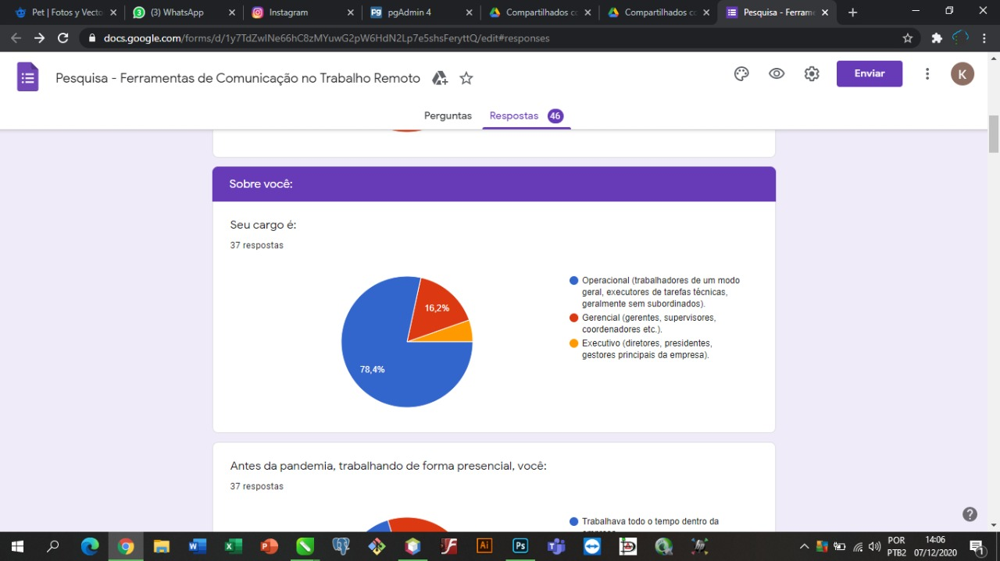 Pet | Fotos y Vecto
(3) WhatsApp
Instagram
pgAdmin 4
Compartilhados co
Compartilhados co
Pesquisa - Ferrame
docs.google.com/forms/d/1y7TdZwINe66hC8zMYuwG2pW6HdN2Lp7e5shsFeryttQ/edit#responses
Pesquisa - Ferramentas de Comunicação no Trabalho Remoto
Enviar
K
Perguntas
Respostas 46
Sobre você:
Seu cargo é:
37 respostas
16,2%
78,4%
Operacional (trabalhadores de um modo
geral, executores de tarefas técnicas,
geralmente sem subordinados).
Gerencial (gerentes, supervisores,
coordenadores etc.).
Executivo (diretores, presidentes,
gestores principais da empresa).
Antes da pandemia, trabalhando de forma presencial, você:
37 respostas
Trabalhava todo o tempo dentro da
POR
PTB2
14:06
07/12/2020